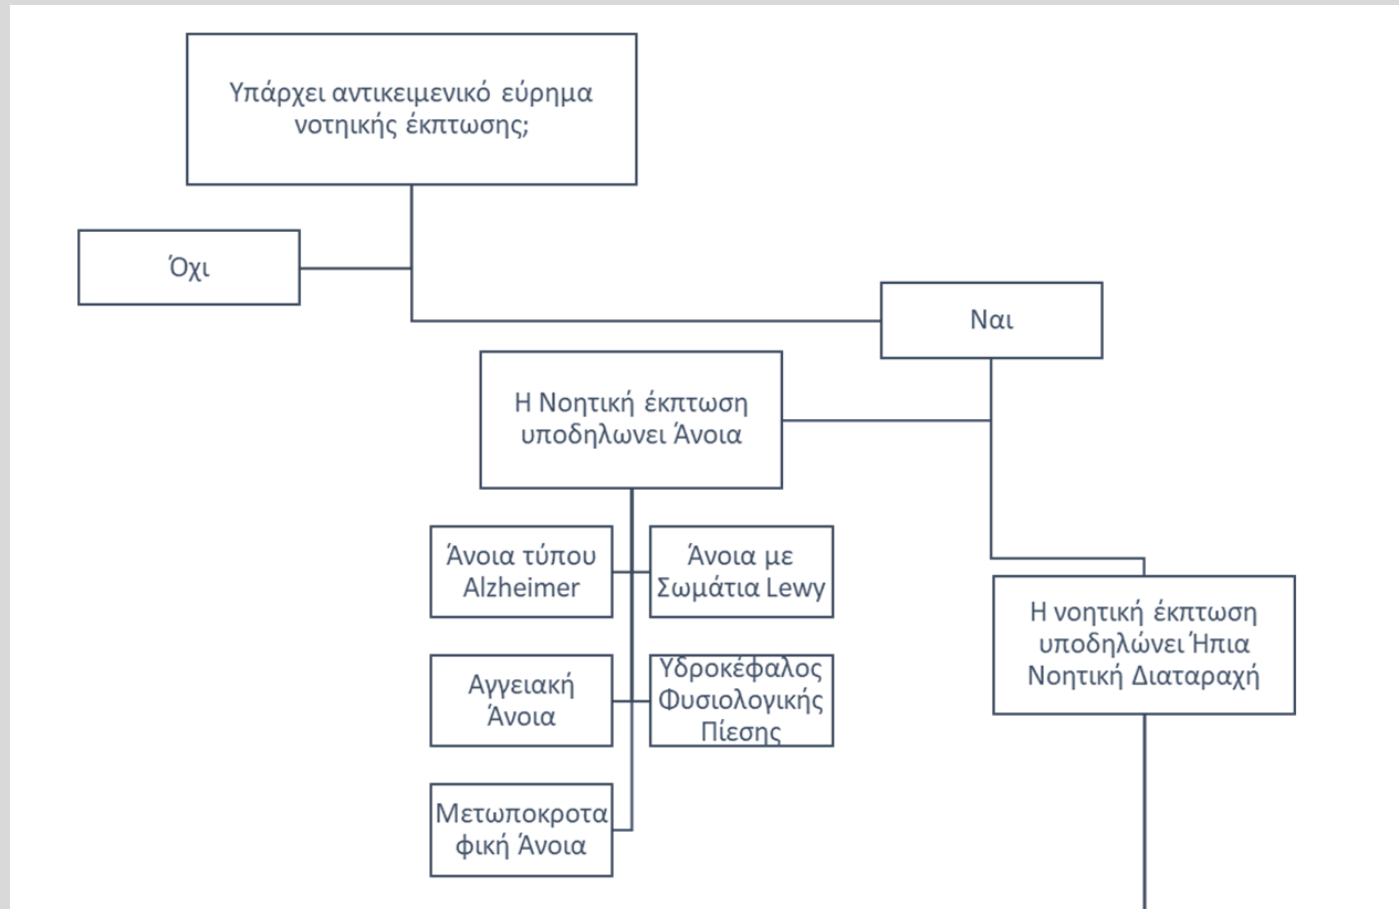 Υπάρχει αντικειμενικό εύρημα
νοτηικής έκπτωσης;
Όχι
Ναι
Η Νοητική έκπτωση
υποδηλωνει Άνοια
Άνοια τύπου
Alzheimer
Άνοια με
Σωμάτια Lewy
Αγγειακή
Άνοια
Υδροκέφαλος
Φυσιολογικής
Πίεσης
Μετωποκροτα
φική Άνοια
Η νοητική έκπτωση
υποδηλώνει Ήπια
Νοητική Διαταραχή